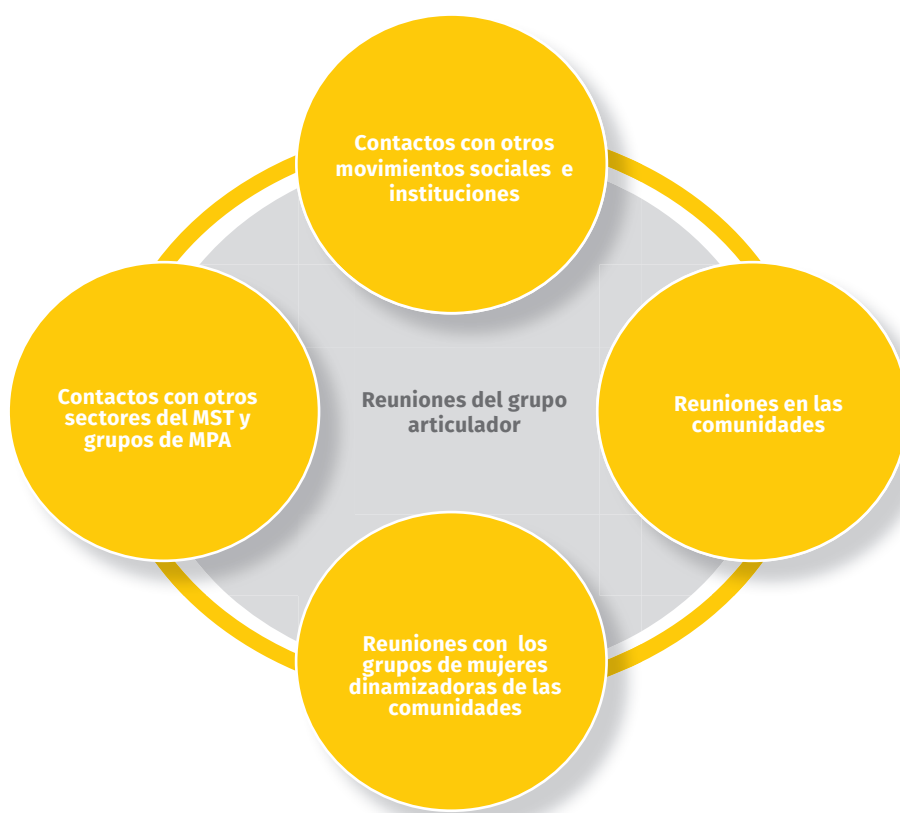 Contactos con otros
movimientos sociales e
instituciones
Contactos con otros
sectores del MST y
grupos de MPA
Reuniones del grupo
articulador
Reuniones en las
comunidades
Reuniones con los
grupos de mujeres
dinamizadoras de las
comunidades